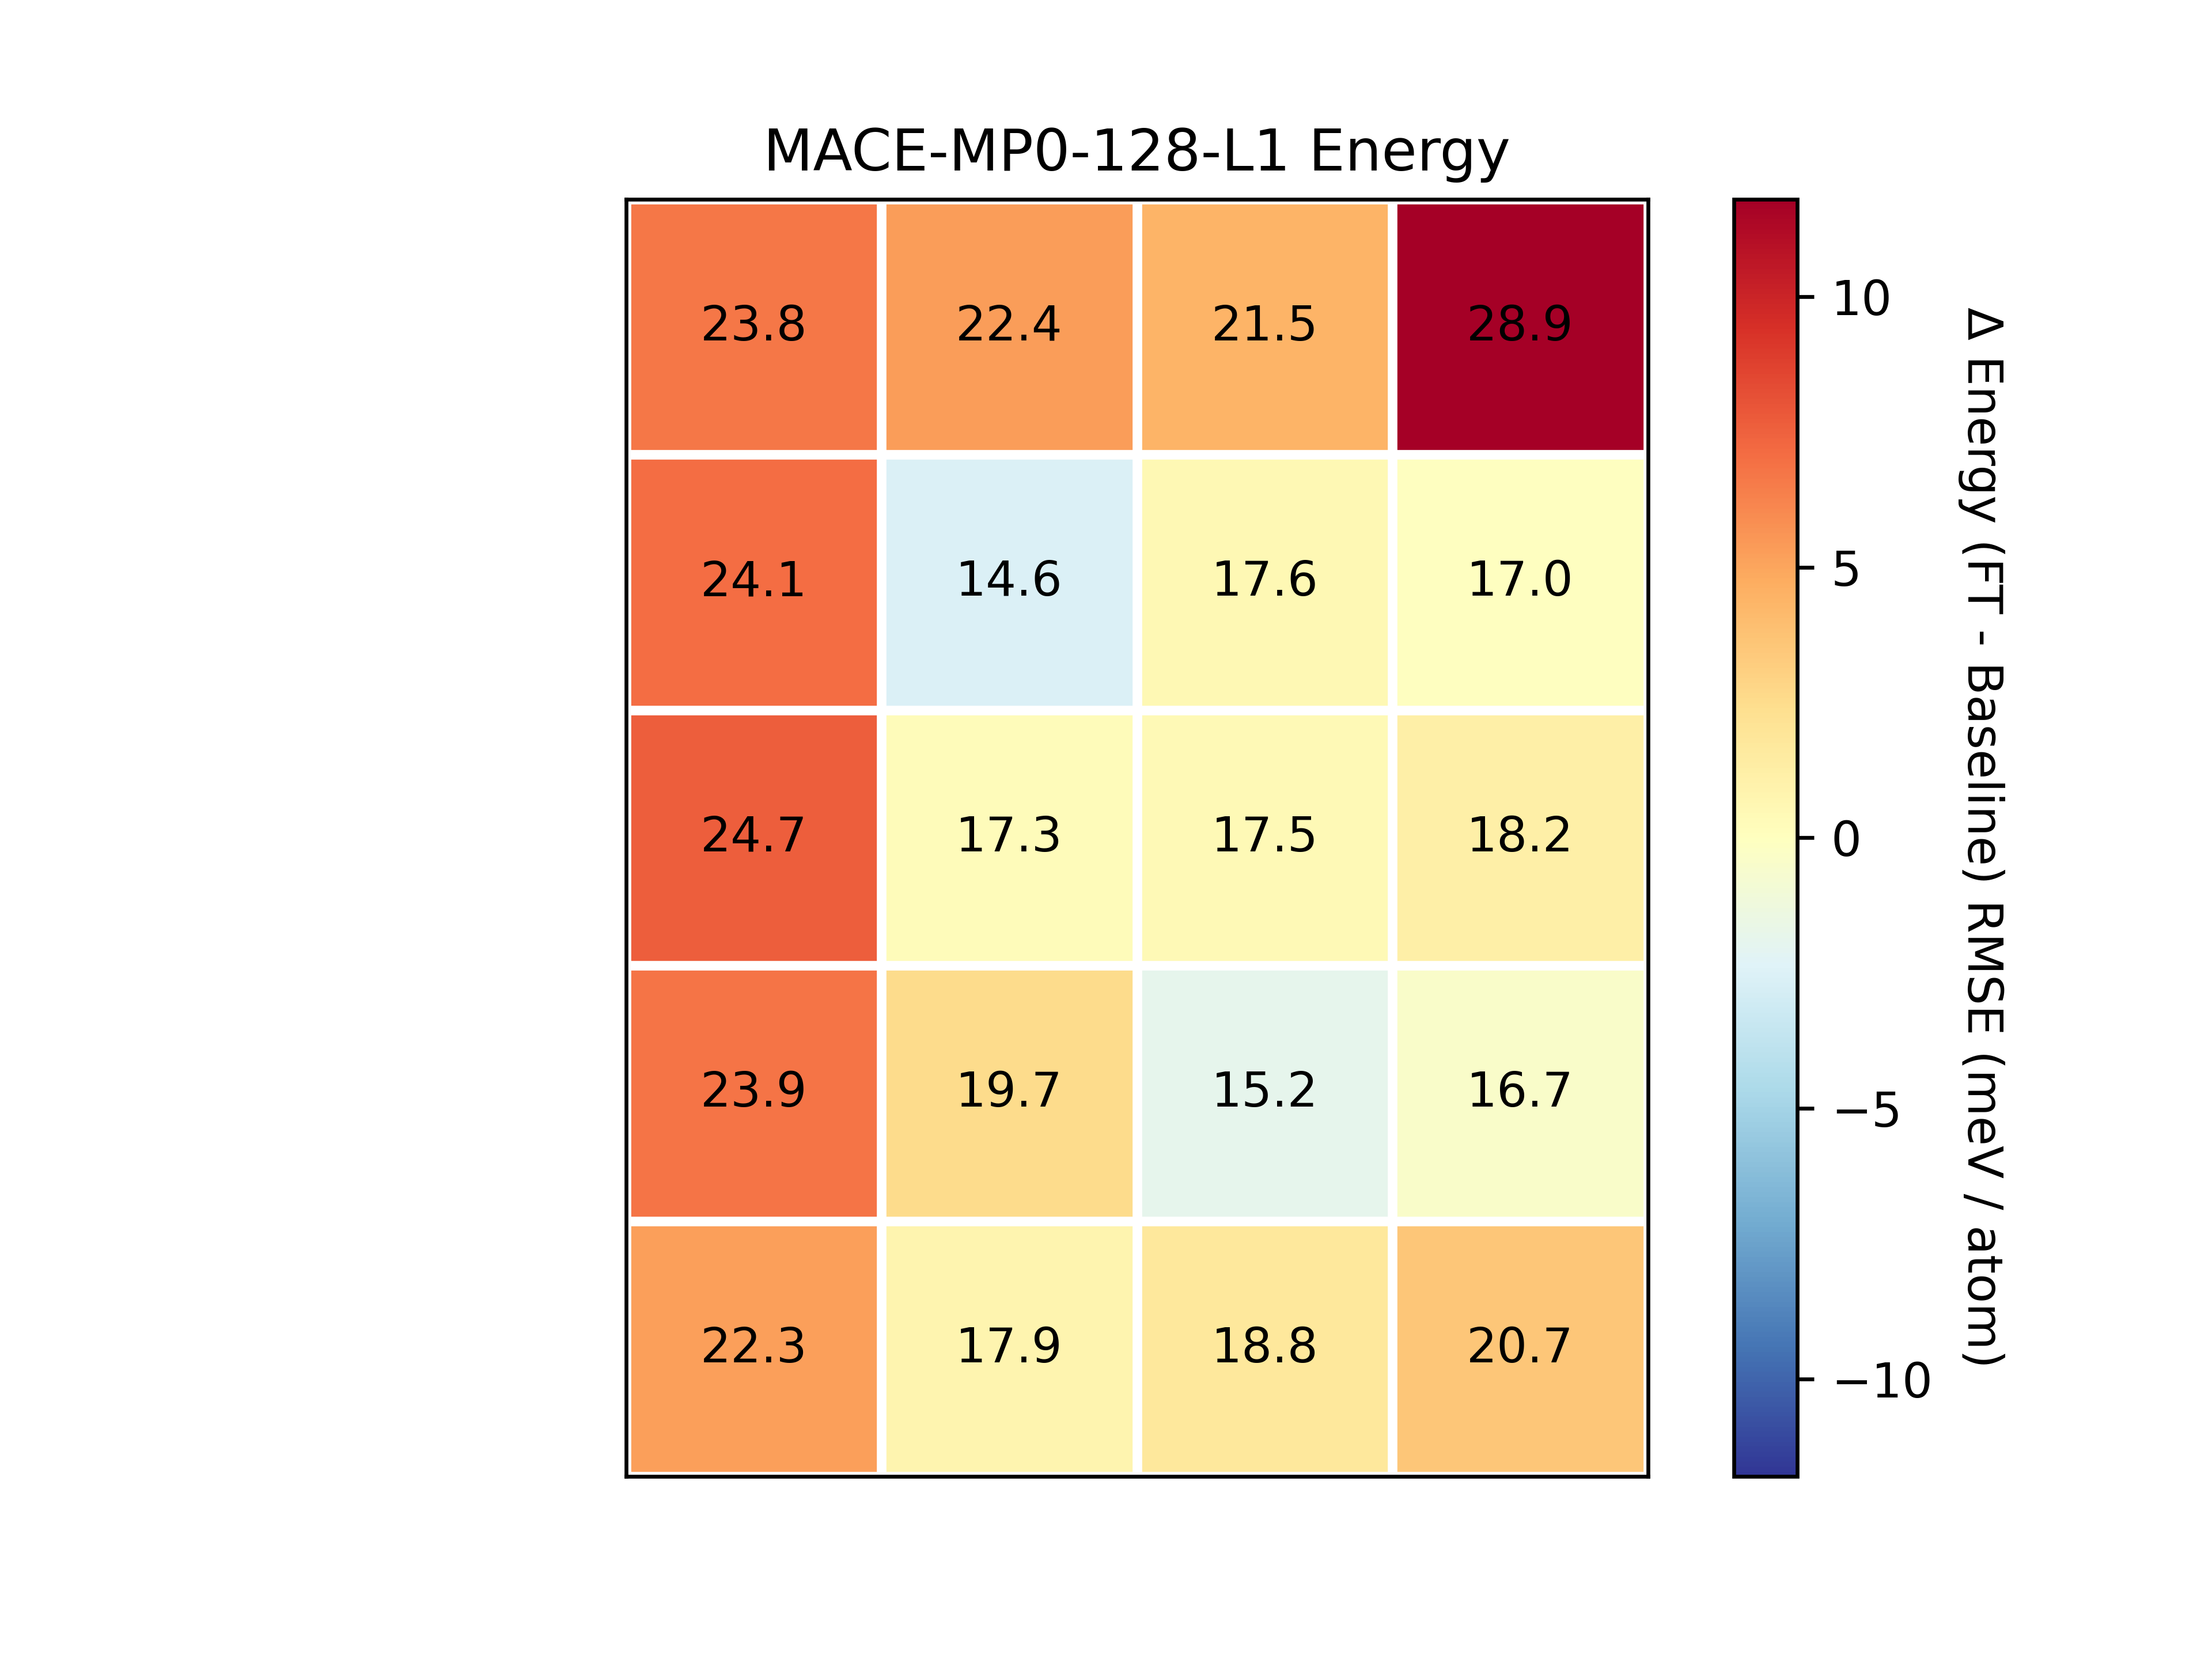 MACE-MP0-128-L1 Energy
23.8 22.4 21.5 28.9
24.1 14.6 17.6 17.0
24.7 17.3 17.5 18.2
23.9 19.7 15.2 16.7
22.3 17.9 18.8 20.7
10
5
0
−5
−10
Δ Energy (FT - Baseline) RMSE (meV / atom)